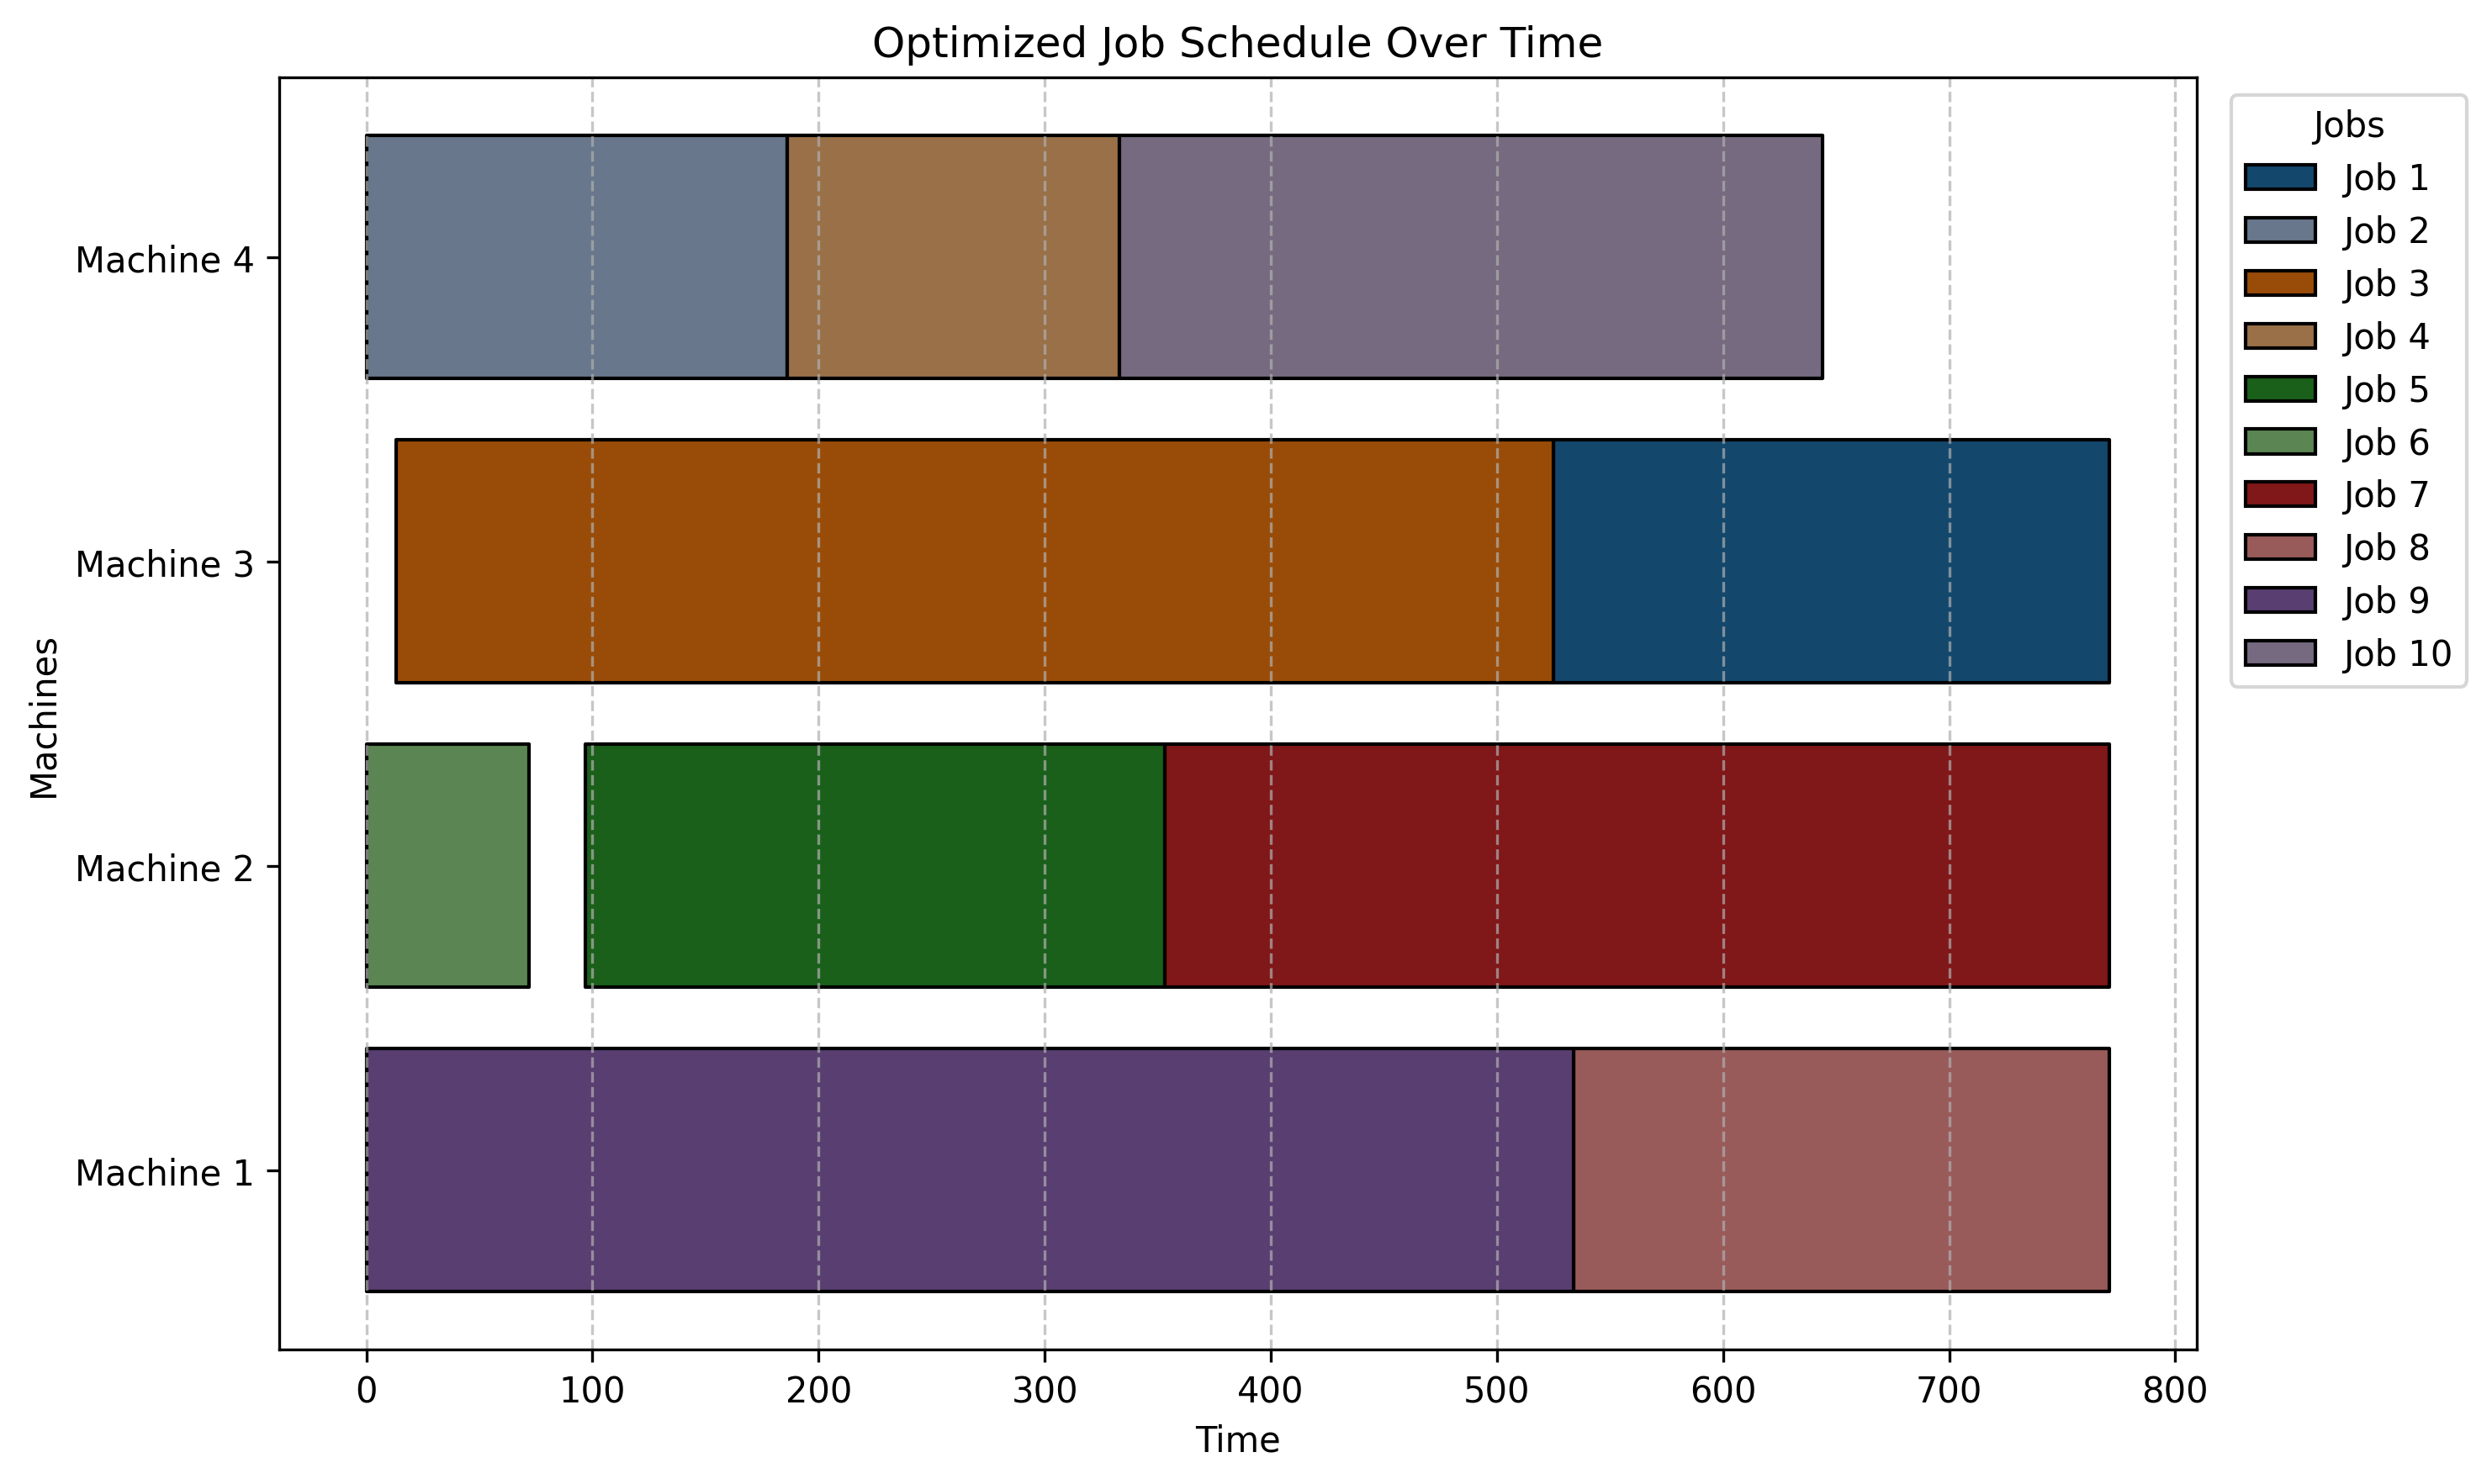 Optimized Job Schedule Over Time
Machines
Machine 4
Machine 3
Machine 2
Machine 1
0 100 200 300 400 500 600 700 800
Time
Jobs
Job 1
Job 2
Job 3
Job 4
Job 5
Job 6
Job 7
Job 8
Job 9
Job 10